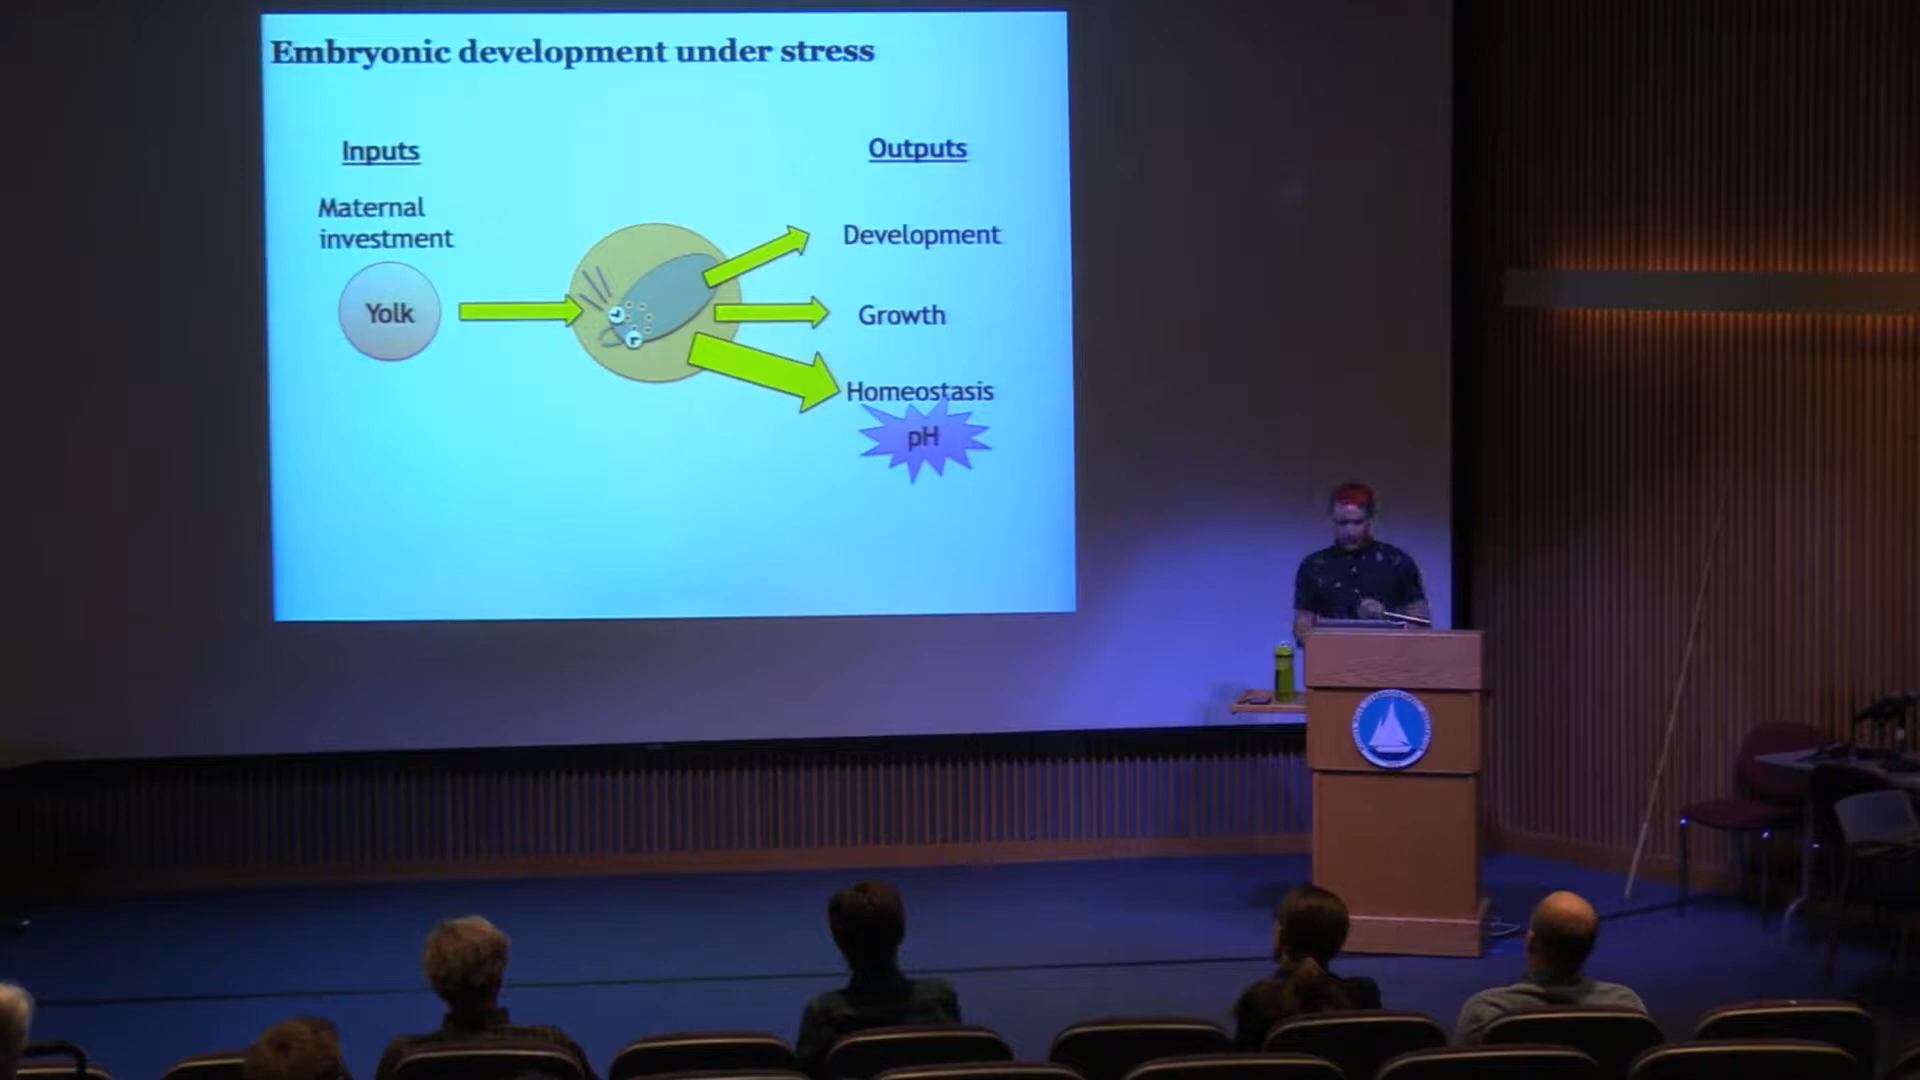 Embryonic development under stress
Inputs
Outputs
Maternal
investment
Yolk
Development
Growth
Homeostasis
pH